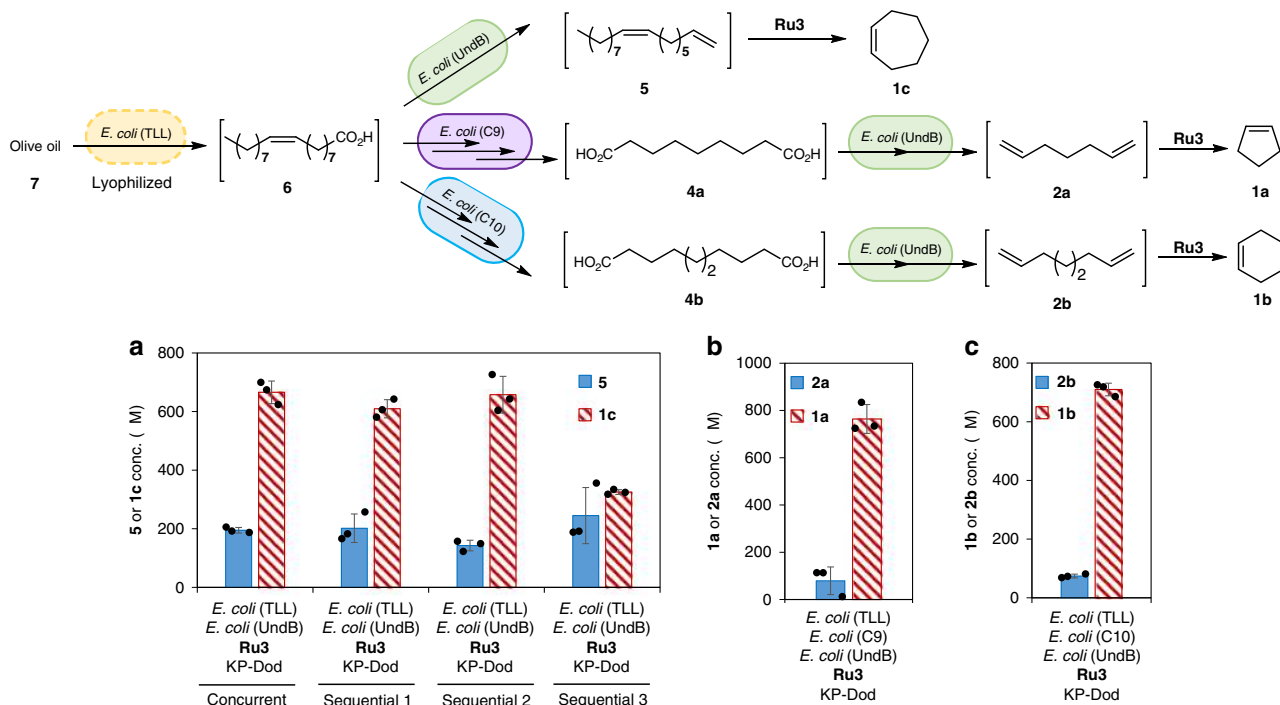 E. coli (UndB)
7
5
5
Ru3
1c
Olive oil
7
E. coli (TLL)
Lyophilized
7
7
CO₂H
6
E. coli (C9)
HO₂C
CO₂H
4a
E. coli (UndB)
2a
Ru3
1a
E. coli (C10)
HO₂C
2
CO₂H
4b
E. coli (UndB)
2
2b
Ru3
1b
a
5 or 1c conc. ( M)
800
600
400
200
0
5
1c
E. coli (TLL)
E. coli (UndB)
Ru3
KP-Dod
Concurrent
E. coli (TLL)
E. coli (UndB)
Ru3
KP-Dod
Sequential 1
E. coli (TLL)
E. coli (UndB)
Ru3
KP-Dod
Sequential 2
E. coli (TLL)
E. coli (UndB)
Ru3
KP-Dod
Sequential 3
b
1a or 2a conc. ( M)
1000
800
600
400
200
0
2a
1a
E. coli (TLL)
E. coli (C9)
E. coli (UndB)
Ru3
KP-Dod
c
1b or 2b conc. ( M)
800
600
400
200
0
2b
1b
E. coli (TLL)
E. coli (C10)
E. coli (UndB)
Ru3
KP-Dod